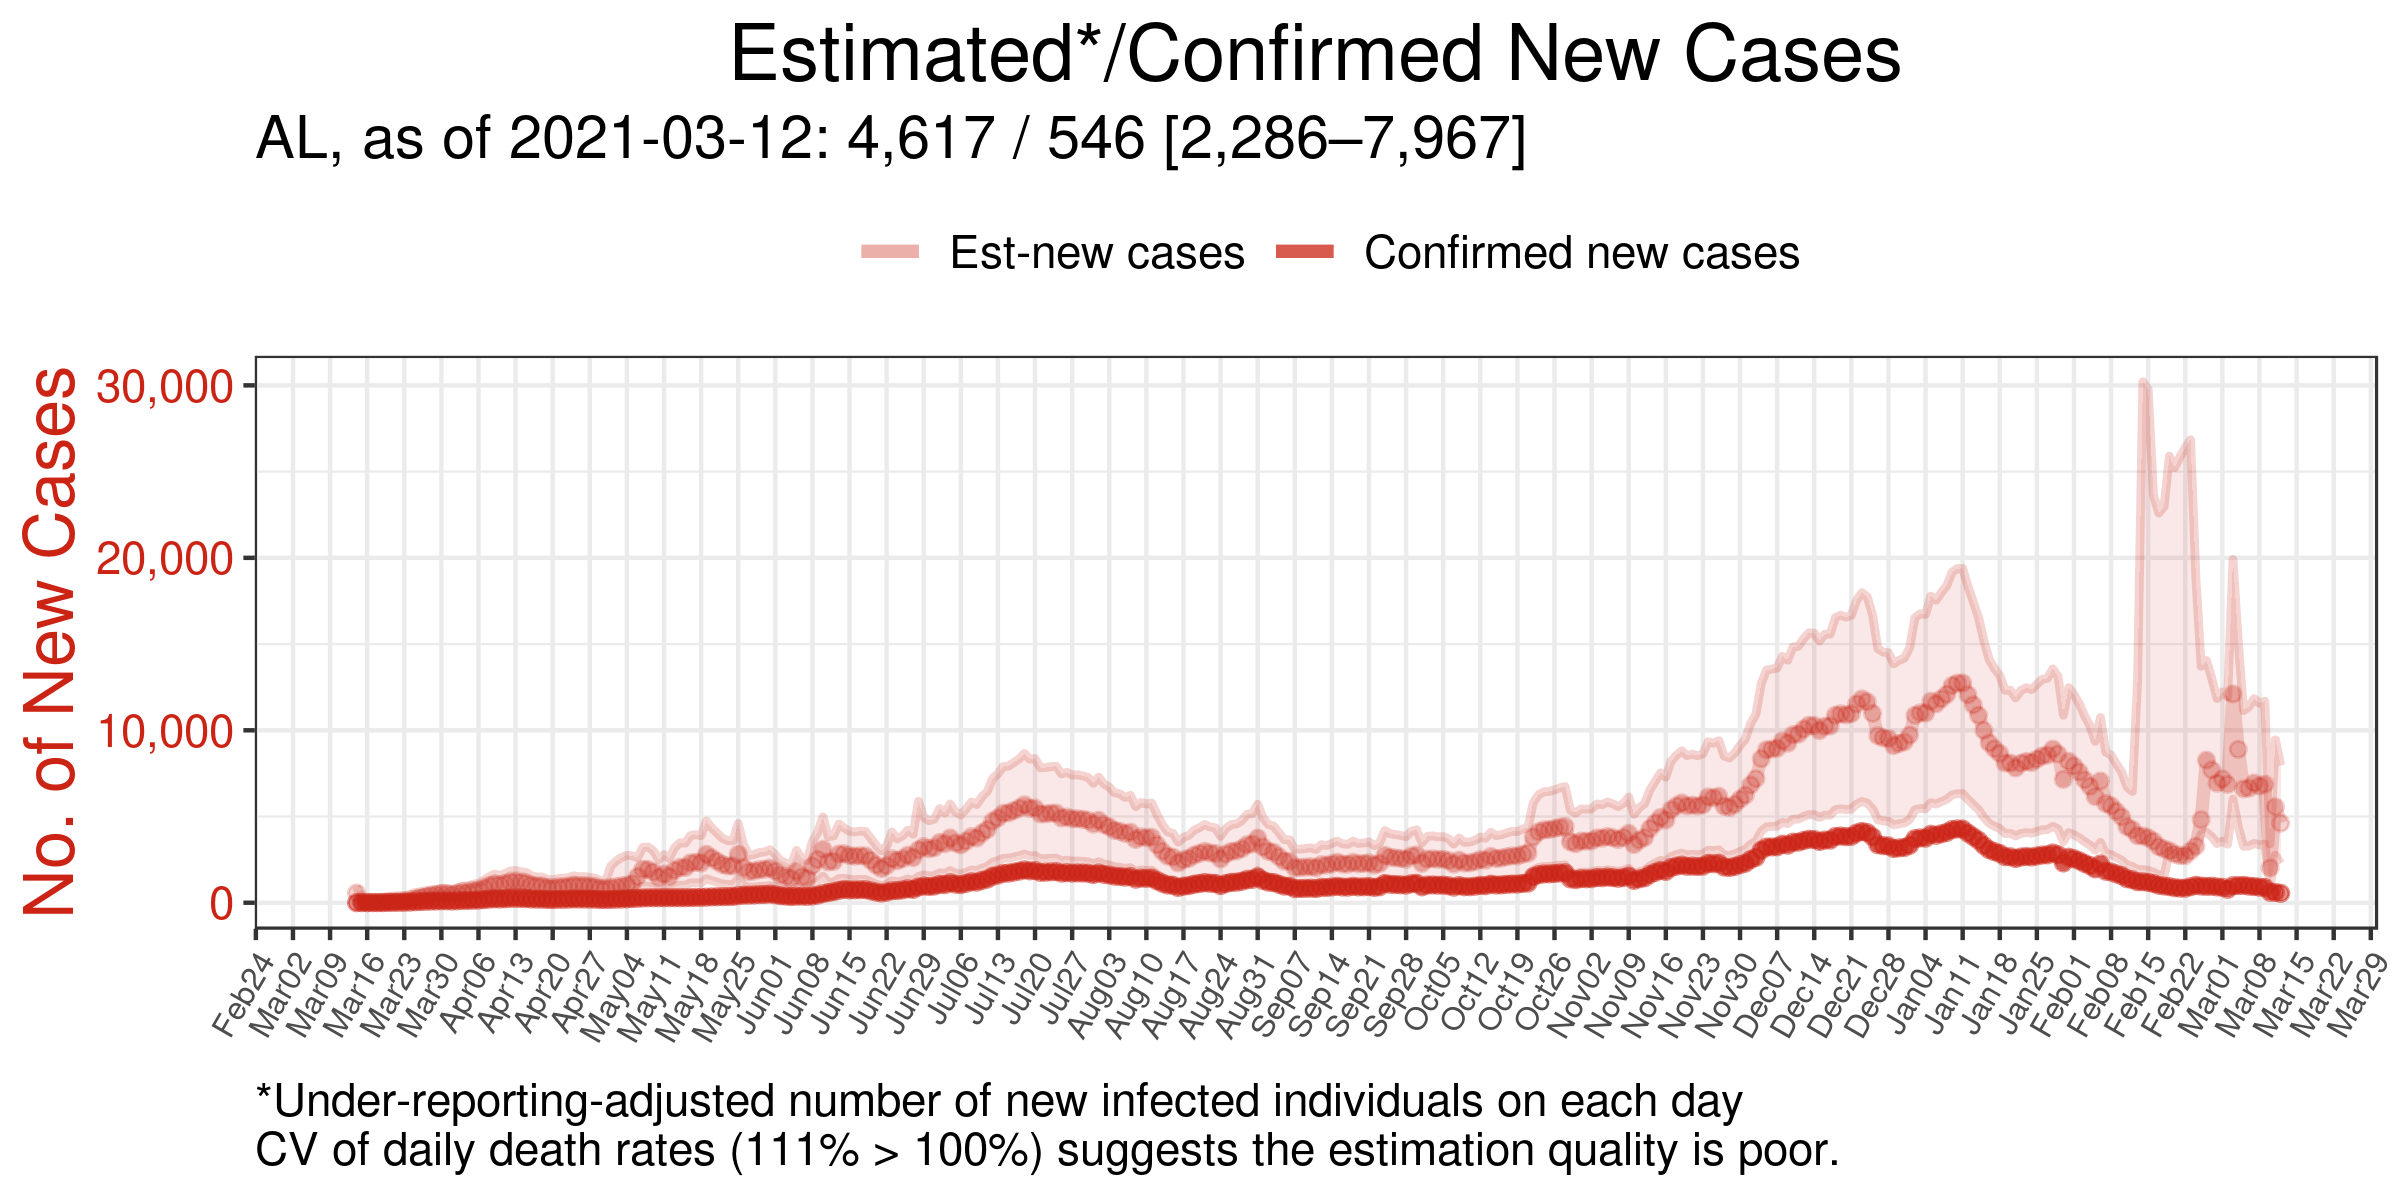 Estimated*/Confirmed New Cases
AL, as of 2021-03-12: 4,617 / 546 [2,286–7,967]
Est-new cases
Confirmed new cases
No. of New Cases
30,000
20,000
10,000
0
Feb24
Mar02
Mar09
Mar16
Mar23
Mar30
Apr06
Apr13
Apr20
Apr27
May04
May11
May18
May25
Jun01
Jun08
Jun15
Jun22
Jun29
Jul06
Jul13
Jul20
Jul27
Aug03
Aug10
Aug17
Aug24
Aug31
Sep07
Sep14
Sep21
Sep28
Oct05
Oct12
Oct19
Oct26
Nov02
Nov09
Nov16
Nov23
Nov30
Dec07
Dec14
Dec21
Dec28
Jan04
Jan11
Jan18
Jan25
Feb01
Feb08
Feb15
Feb22
Mar01
Mar08
Mar15
Mar22
Mar29
*Under-reporting-adjusted number of new infected individuals on each day
CV of daily death rates (111% > 100%) suggests the estimation quality is poor.